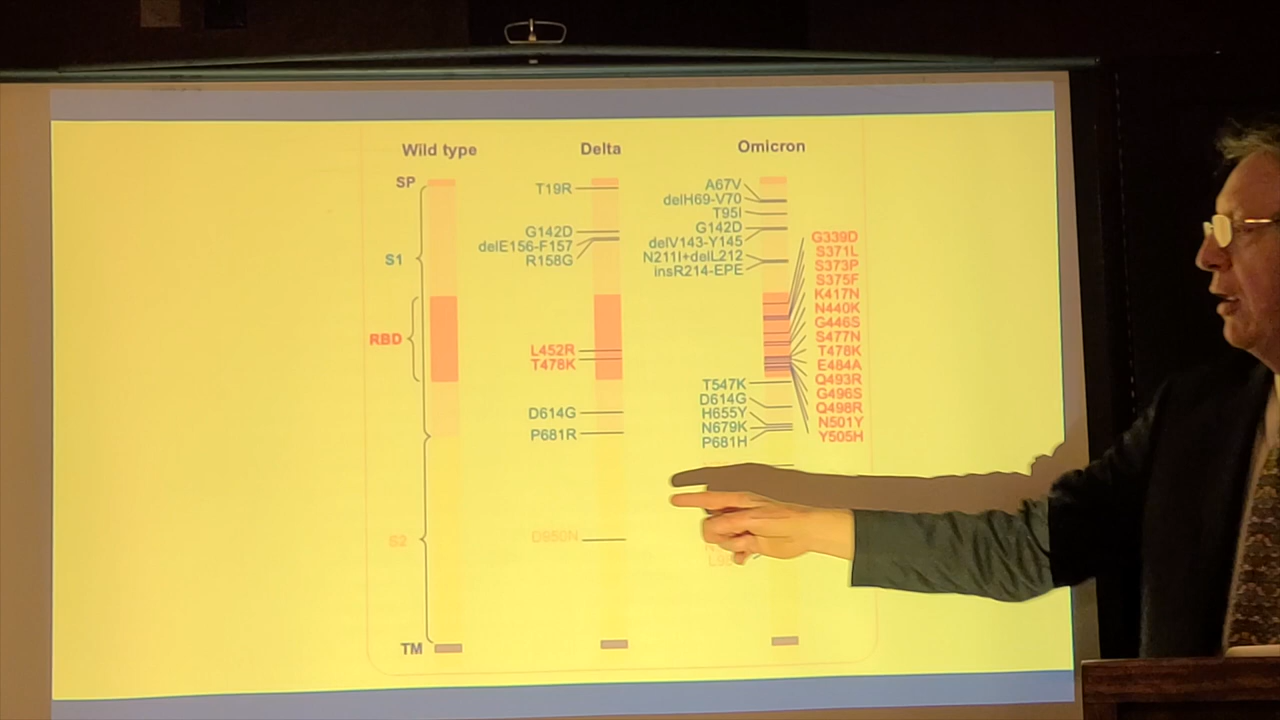 Wild type
Delta
Omicron
SP
S1
RBD
S2
TM
T19R
G142D
delE156-F157
R158G
L452R
T478K
D614G
P681R
D950N
A67V
delH69-V70
T95I
G142D
delV143-Y145
N211I+delL212
insR214-EPE
T547K
D614G
H655Y
N679K
P681H
G339D
S371L
S373P
S375F
K417N
N440K
G446S
S477N
T478K
E484A
Q493R
G496S
Q498R
N501Y
Y505H